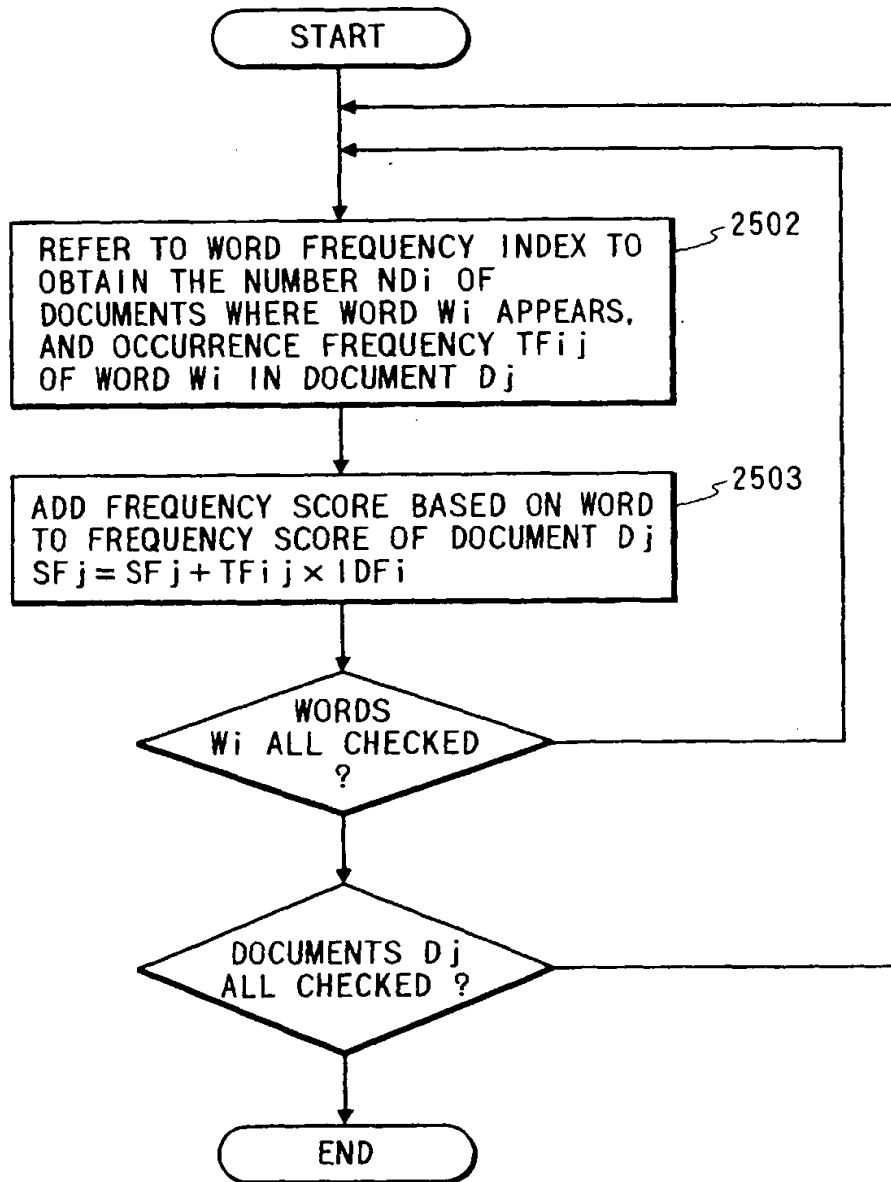 START
REFER TO WORD FREQUENCY INDEX TO
OBTAIN THE NUMBER NDi OF
DOCUMENTS WHERE WORD Wi APPEARS,
AND OCCURRENCE FREQUENCY TFij
OF WORD Wi IN DOCUMENT Dj
2502
ADD FREQUENCY SCORE BASED ON WORD
TO FREQUENCY SCORE OF DOCUMENT Dj
SFj=SFj+TFij×IDFi
2503
WORDS
Wi ALL CHECKED
?
DOCUMENTS Dj
ALL CHECKED ?
END